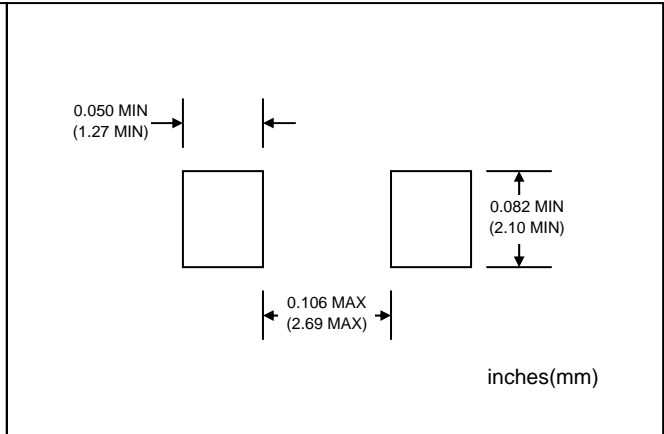 0.050 MIN
(1.27 MIN)
0.082 MIN
(2.10 MIN)
0.106 MAX
(2.69 MAX)
inches(mm)